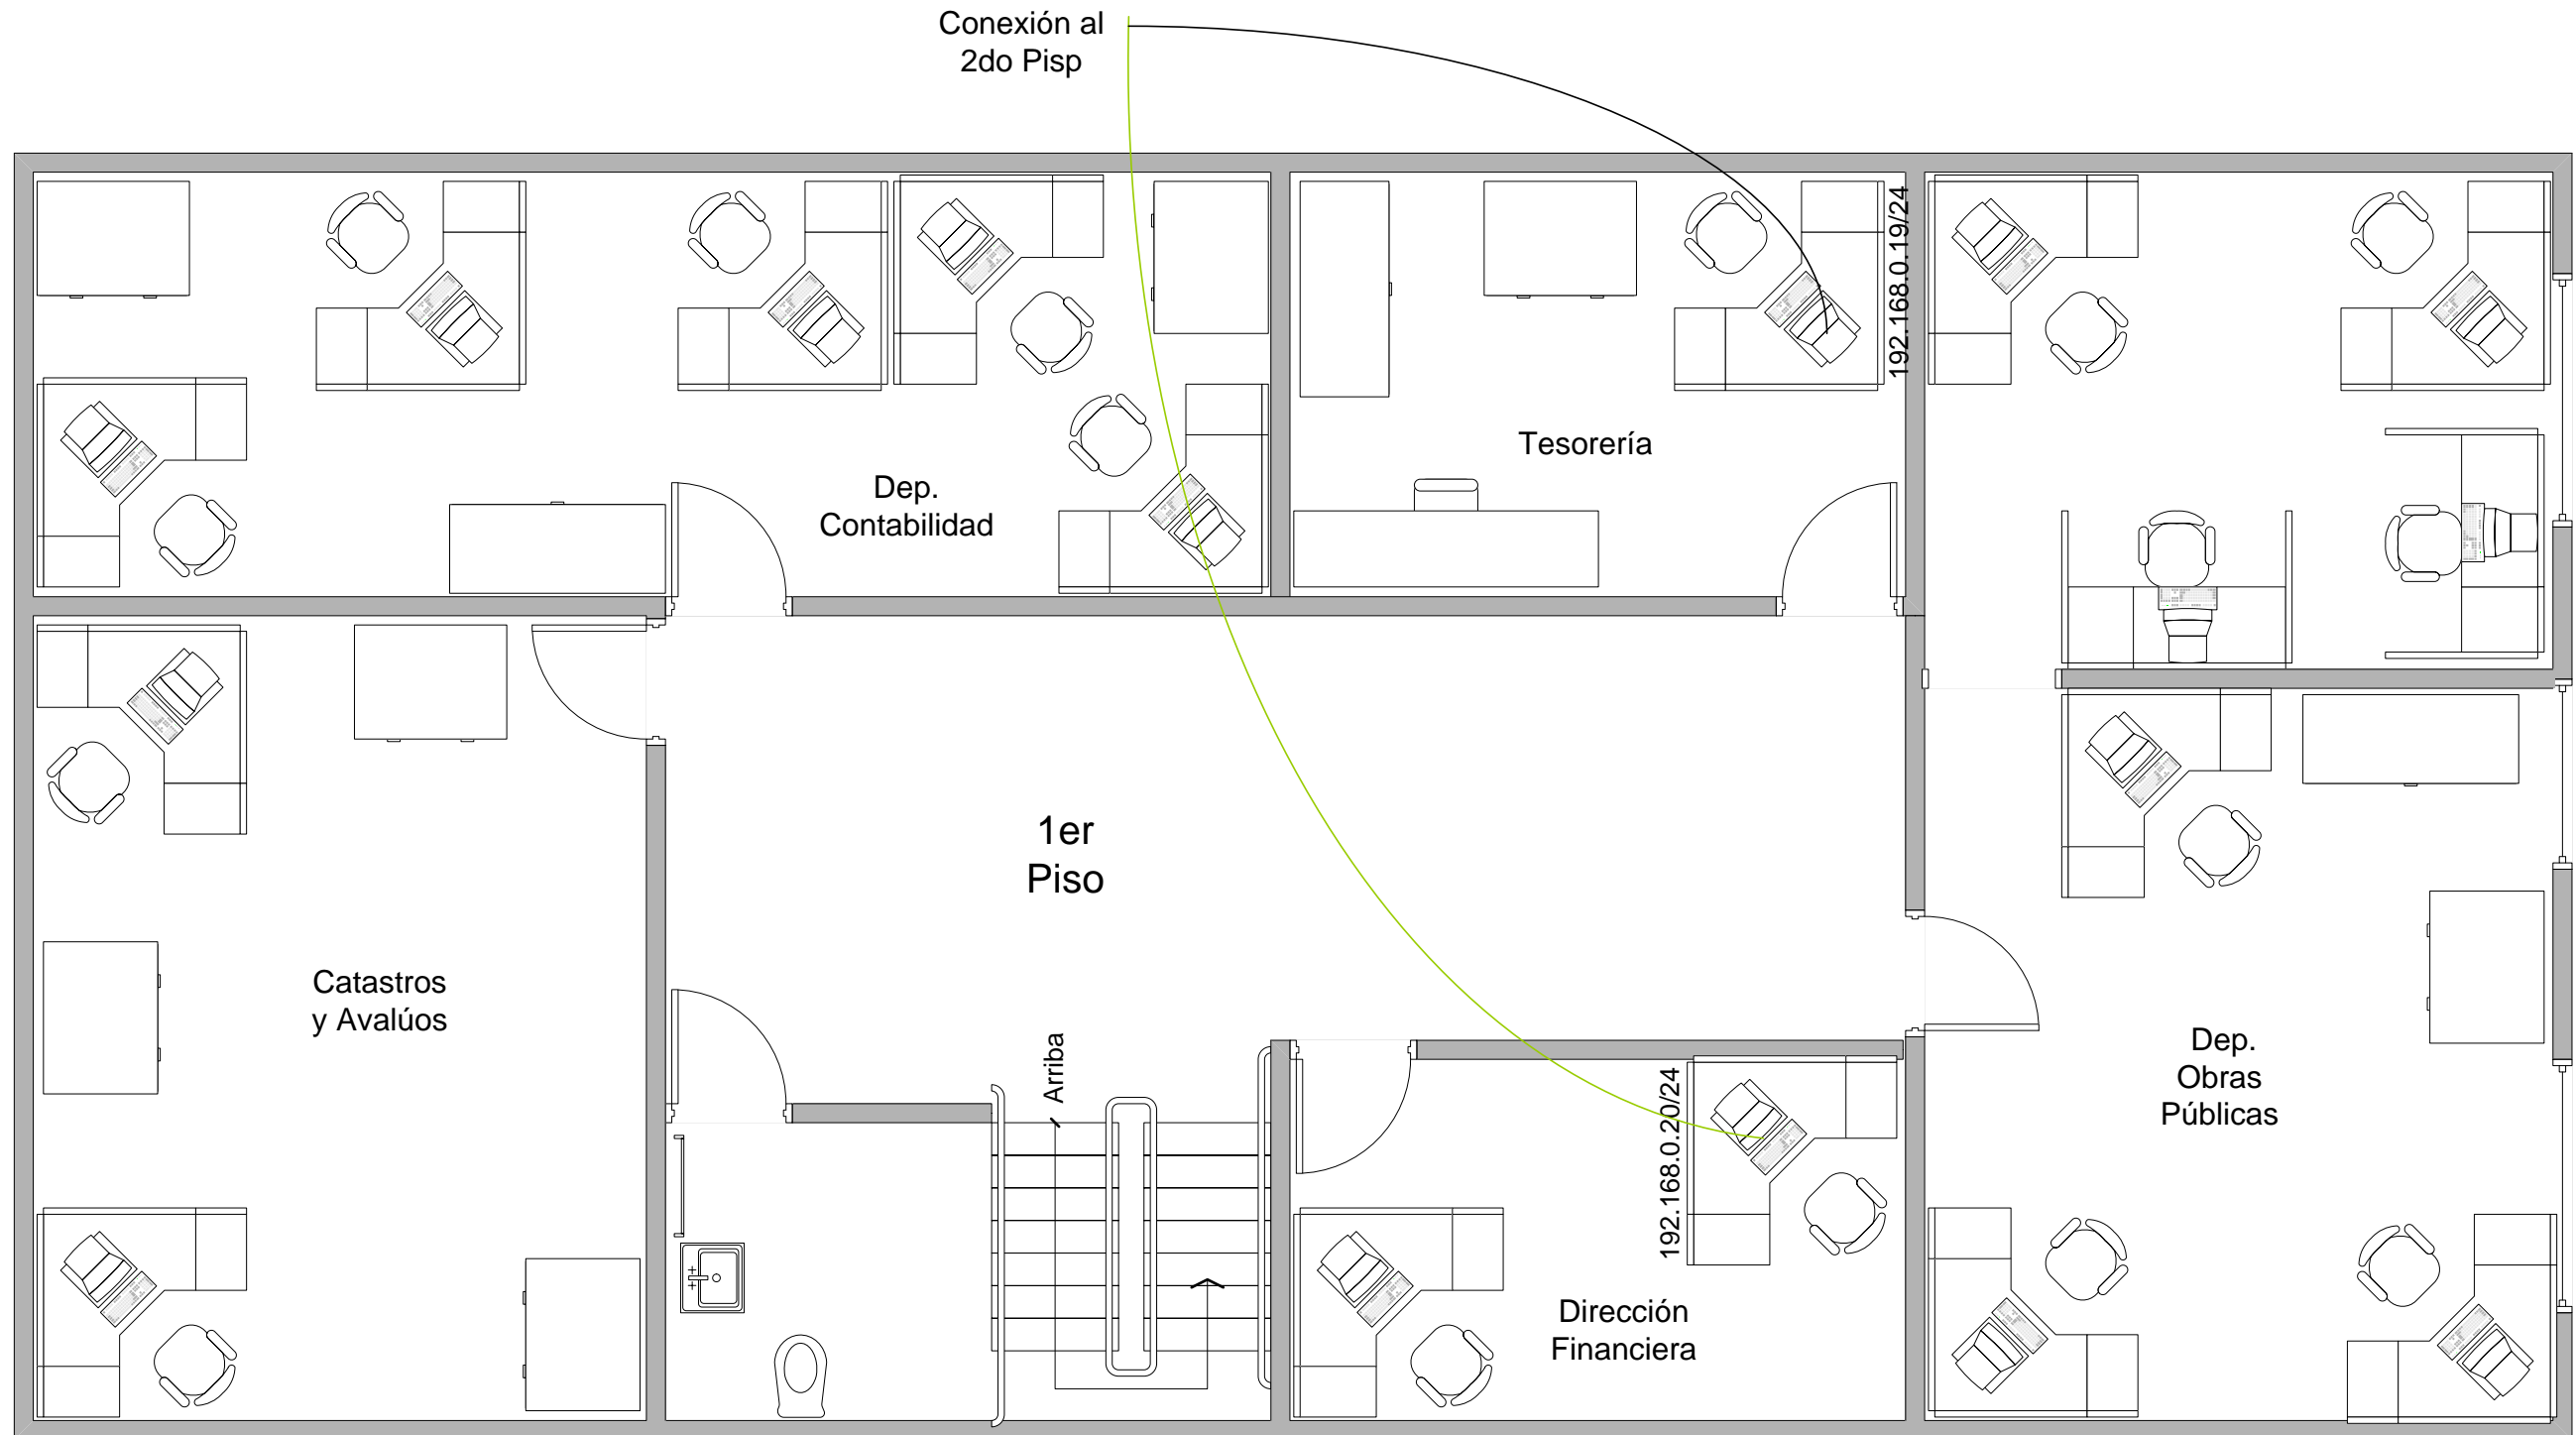 Conexión al
2do Pisp
192.168.0.19/24
Tesorería
Dep.
Contabilidad
1er
Piso
Catastros
y Avalúos
Arriba
192.168.0.20/24
Dep.
Obras
Públicas
Dirección
Financiera